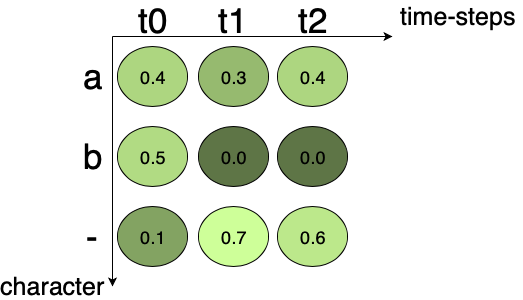 t0 t1 t2 time-steps
a 0.4 0.3 0.4
b 0.5 0.0 0.0
- 0.1 0.7 0.6
character